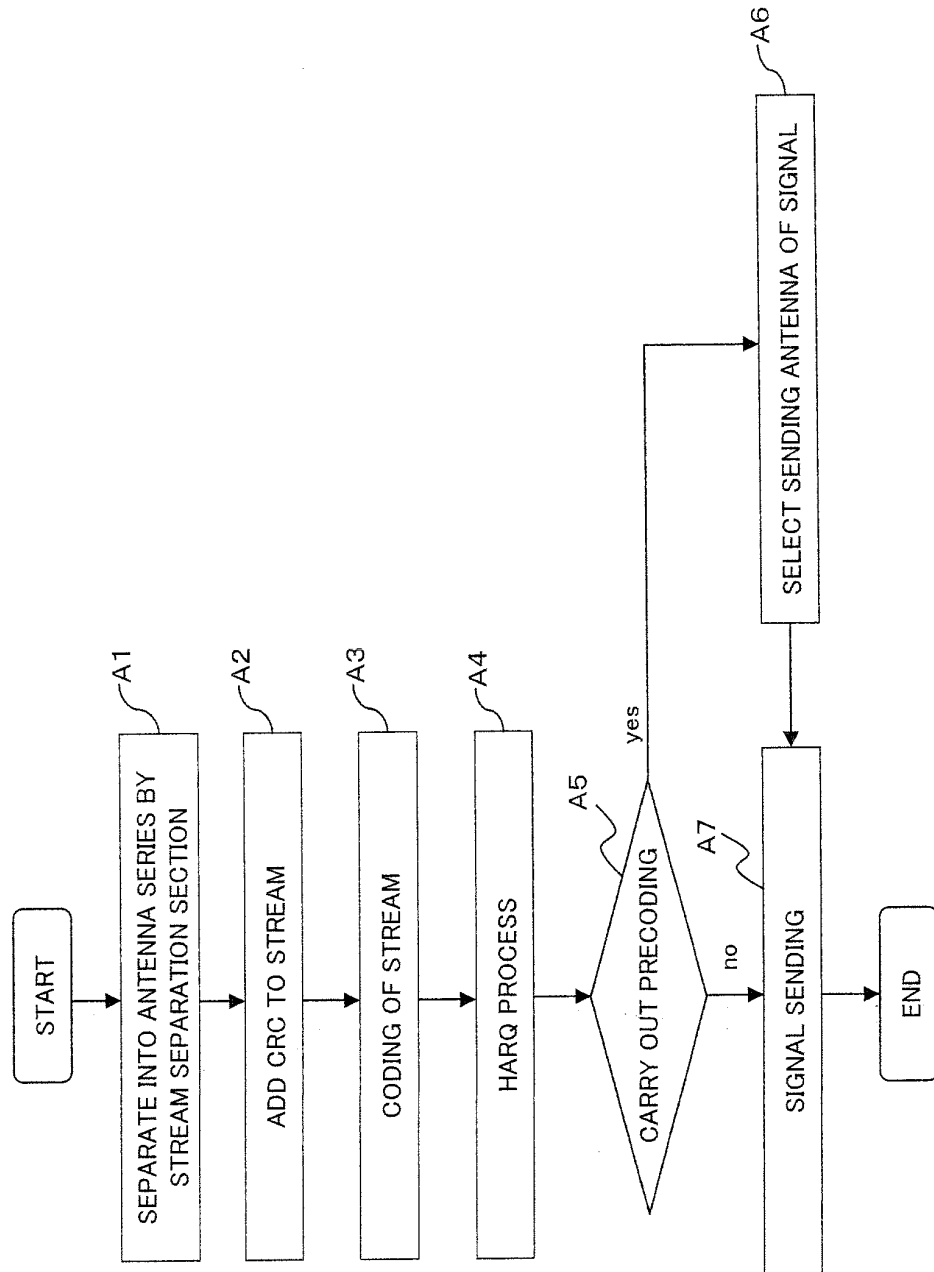 START
A1
SEPARATE INTO ANTENNA SERIES BY
STREAM SEPARATION SECTION
A2
ADD CRC TO STREAM
A3
CODING OF STREAM
A4
HARQ PROCESS
A5
CARRY OUT PRECODING
yes
no
A6
SELECT SENDING ANTENNA OF SIGNAL
A7
SIGNAL SENDING
END